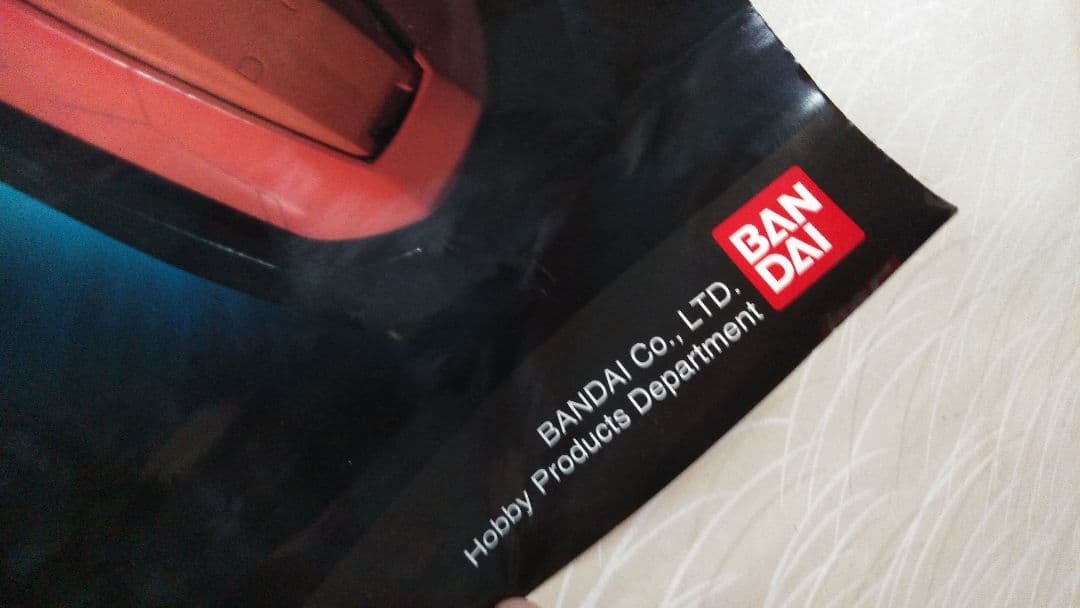 BANDAI Co., LTD.
Hobby Products Department
BAN
DAI